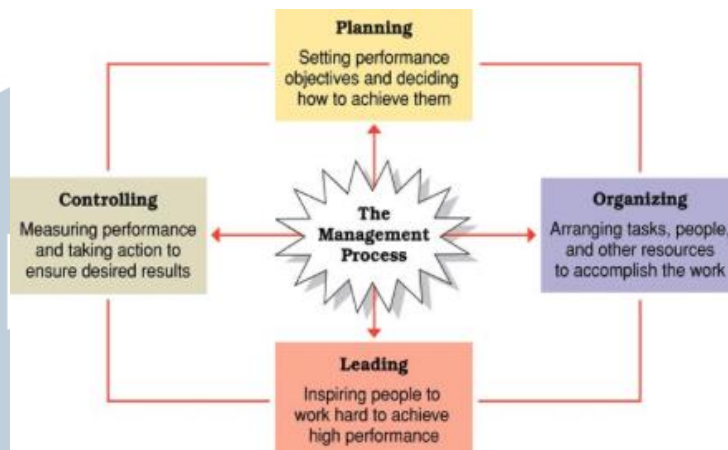 Planning
Setting performance
objectives and deciding
how to achieve them
Controlling
Measuring performance
and taking action to
ensure desired results
The
Management
Process
Organizing
Arranging tasks, people,
and other resources
to accomplish the work
Leading
Inspiring people to
work hard to achieve
high performance